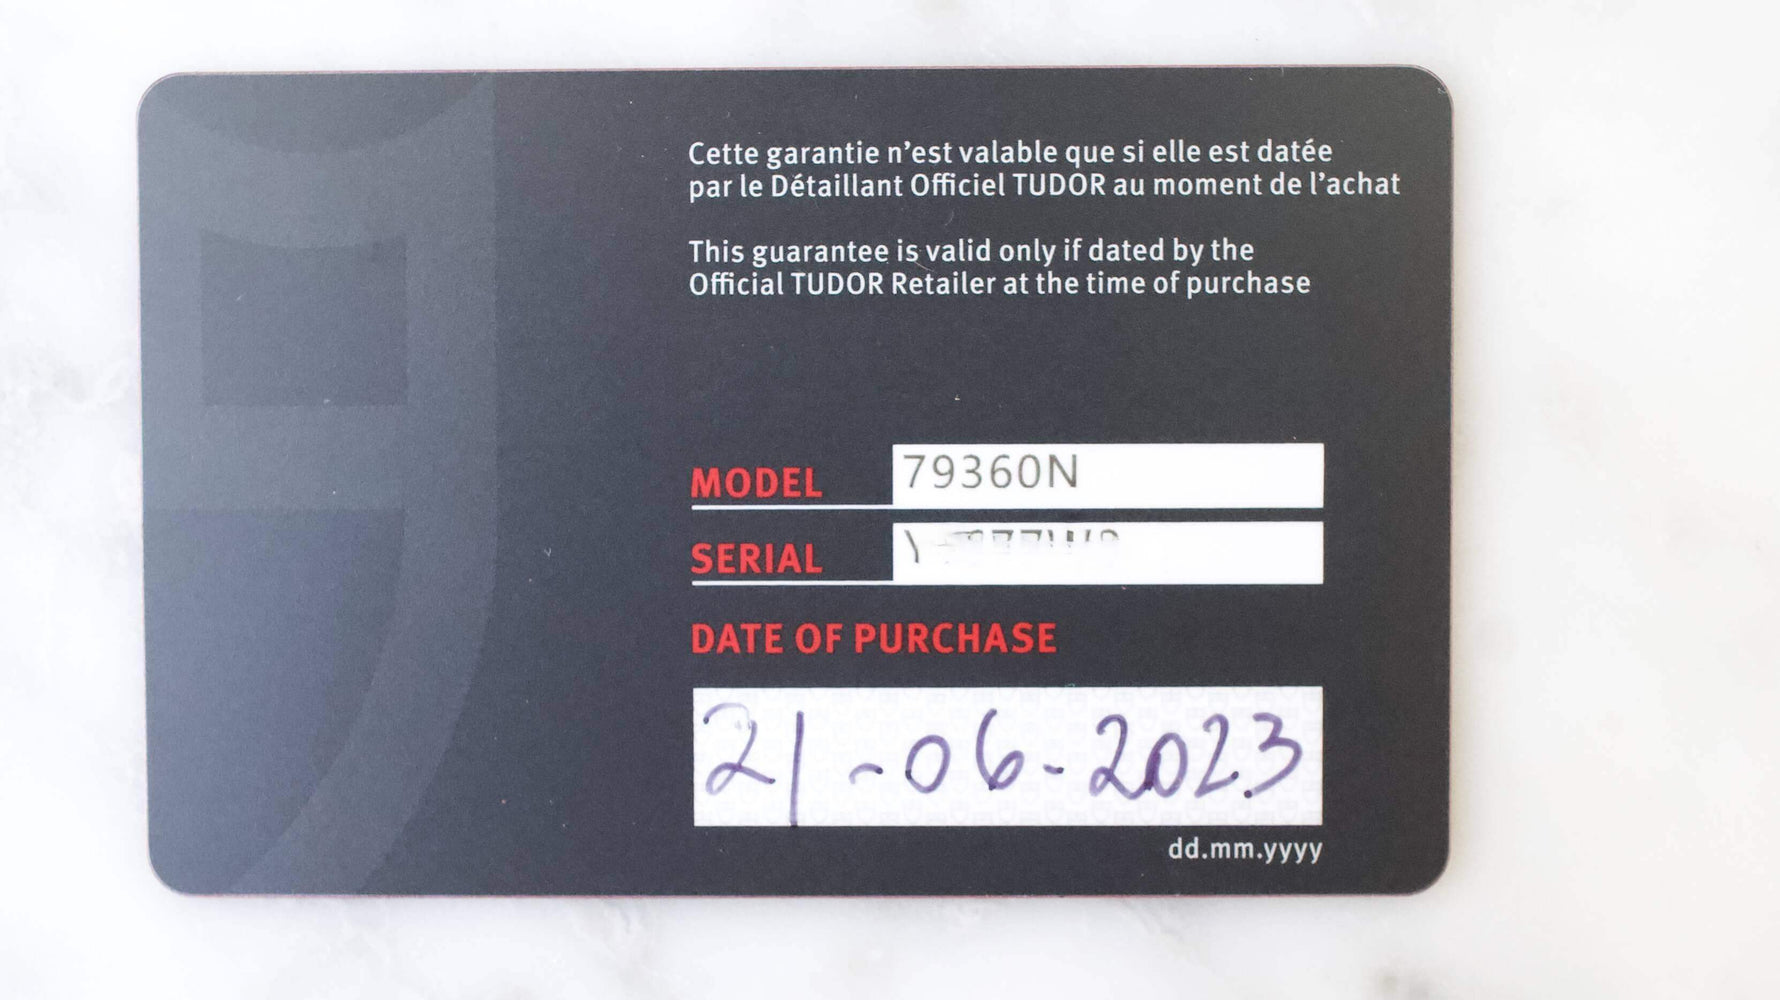 Cette garantie n’est valable que si elle est datée
par le Détaillant Officiel TUDOR au moment de l’achat
This guarantee is valid only if dated by the
Official TUDOR Retailer at the time of purchase
MODEL 79360N
SERIAL
DATE OF PURCHASE
21-06-2023
dd.mm.yyyy